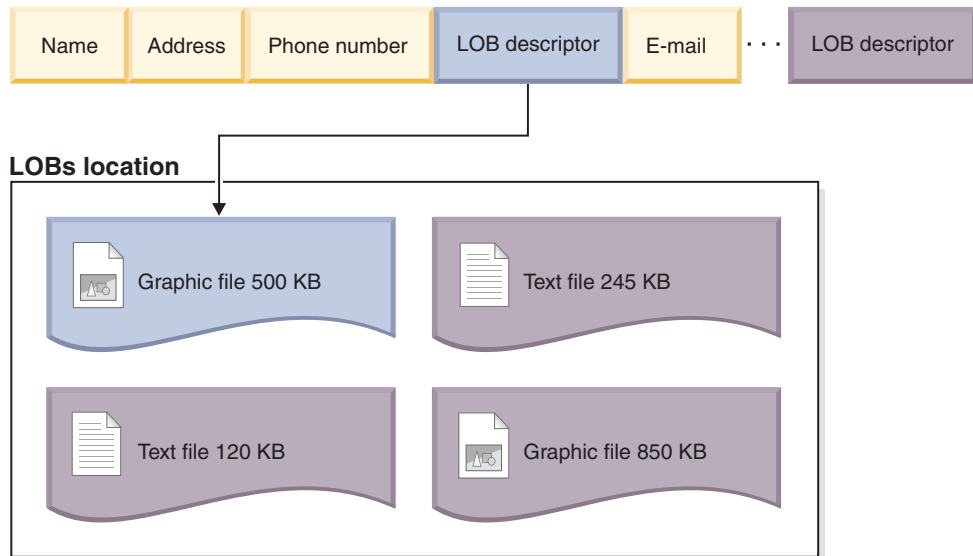 Name
Address
Phone number
LOB descriptor
E-mail
...
LOB descriptor
LOBs location
Graphic file 500 KB
Text file 245 KB
Text file 120 KB
Graphic file 850 KB